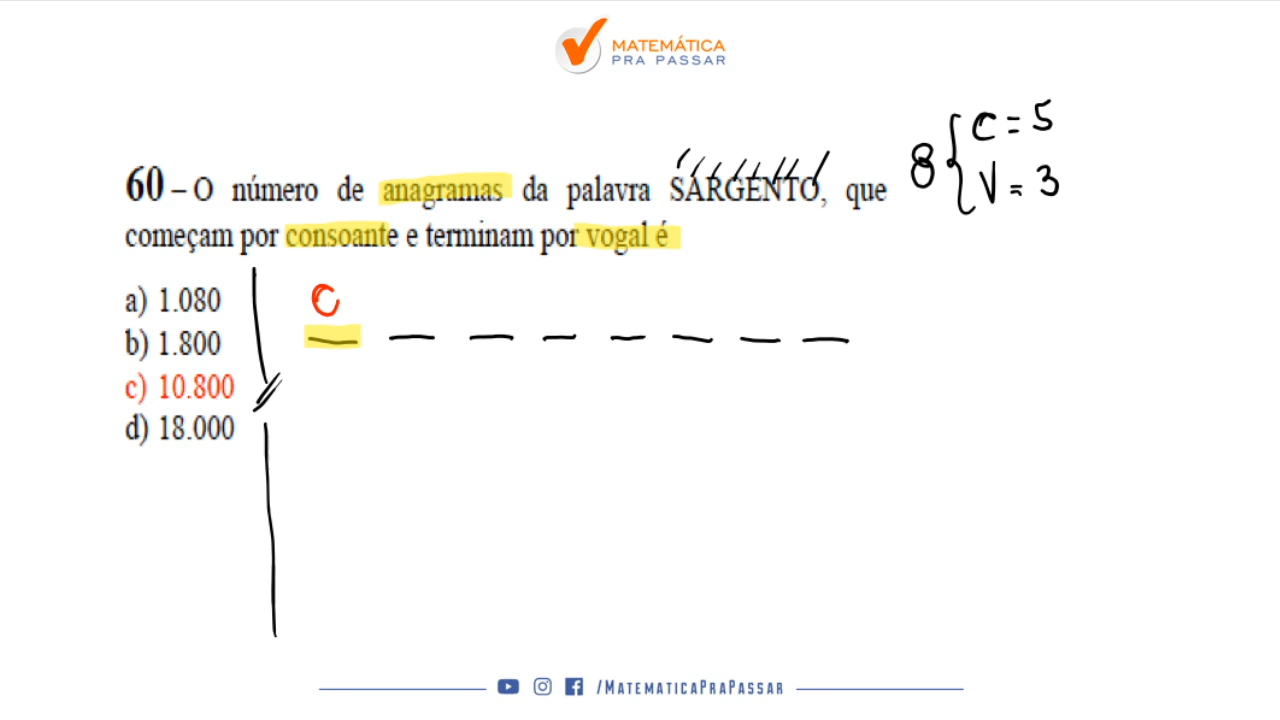 MATEMÁTICA
PRA PASSAR
60 – O número de anagramas da palavra SARGENTO, que
começam por consoante e terminam por vogal é
8 { C = 5
V = 3
a) 1.080
b) 1.800
c) 10.800
d) 18.000
C
/MATEMATICAPRAPASSAR